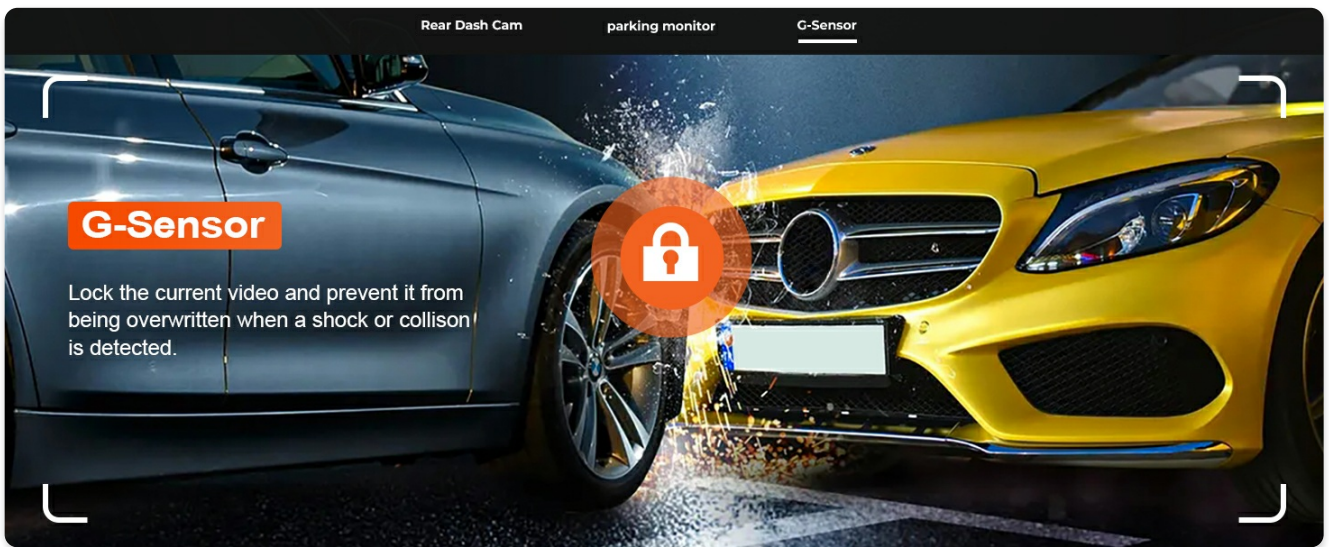 Rear Dash Cam
parking monitor
G-Sensor
G-Sensor
Lock the current video and prevent it from
being overwritten when a shock or collison
is detected.